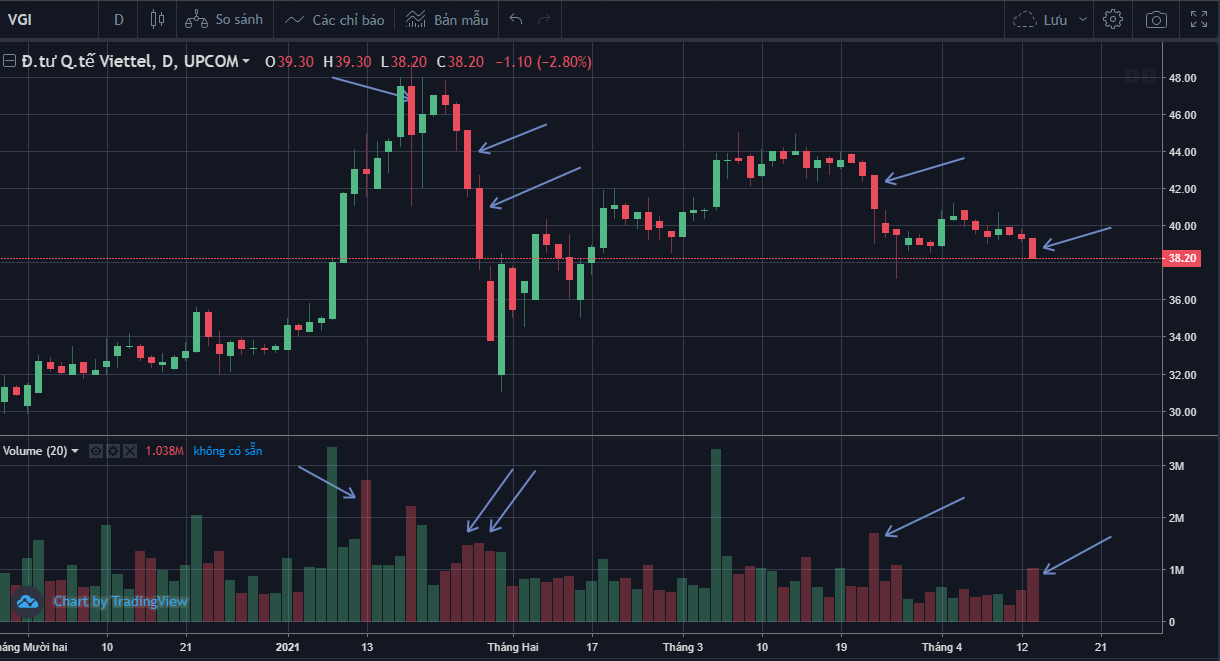 VGI D So sánh Các chỉ báo Bản mẫu Lưu
Đ.tư Q.tế Viettel, D, UPCOM O39.30 H39.30 L38.20 C38.20 −1.10 (−2.80%)
48.00
46.00
44.00
42.00
40.00
38.20
36.00
34.00
32.00
30.00
Volume (20) 1.038M không có sẵn
3M
2M
1M
0
Chart by TradingView
áng Mười hai 10 21 2021 13 Tháng Hai 17 Tháng 3 10 19 Tháng 4 12 21